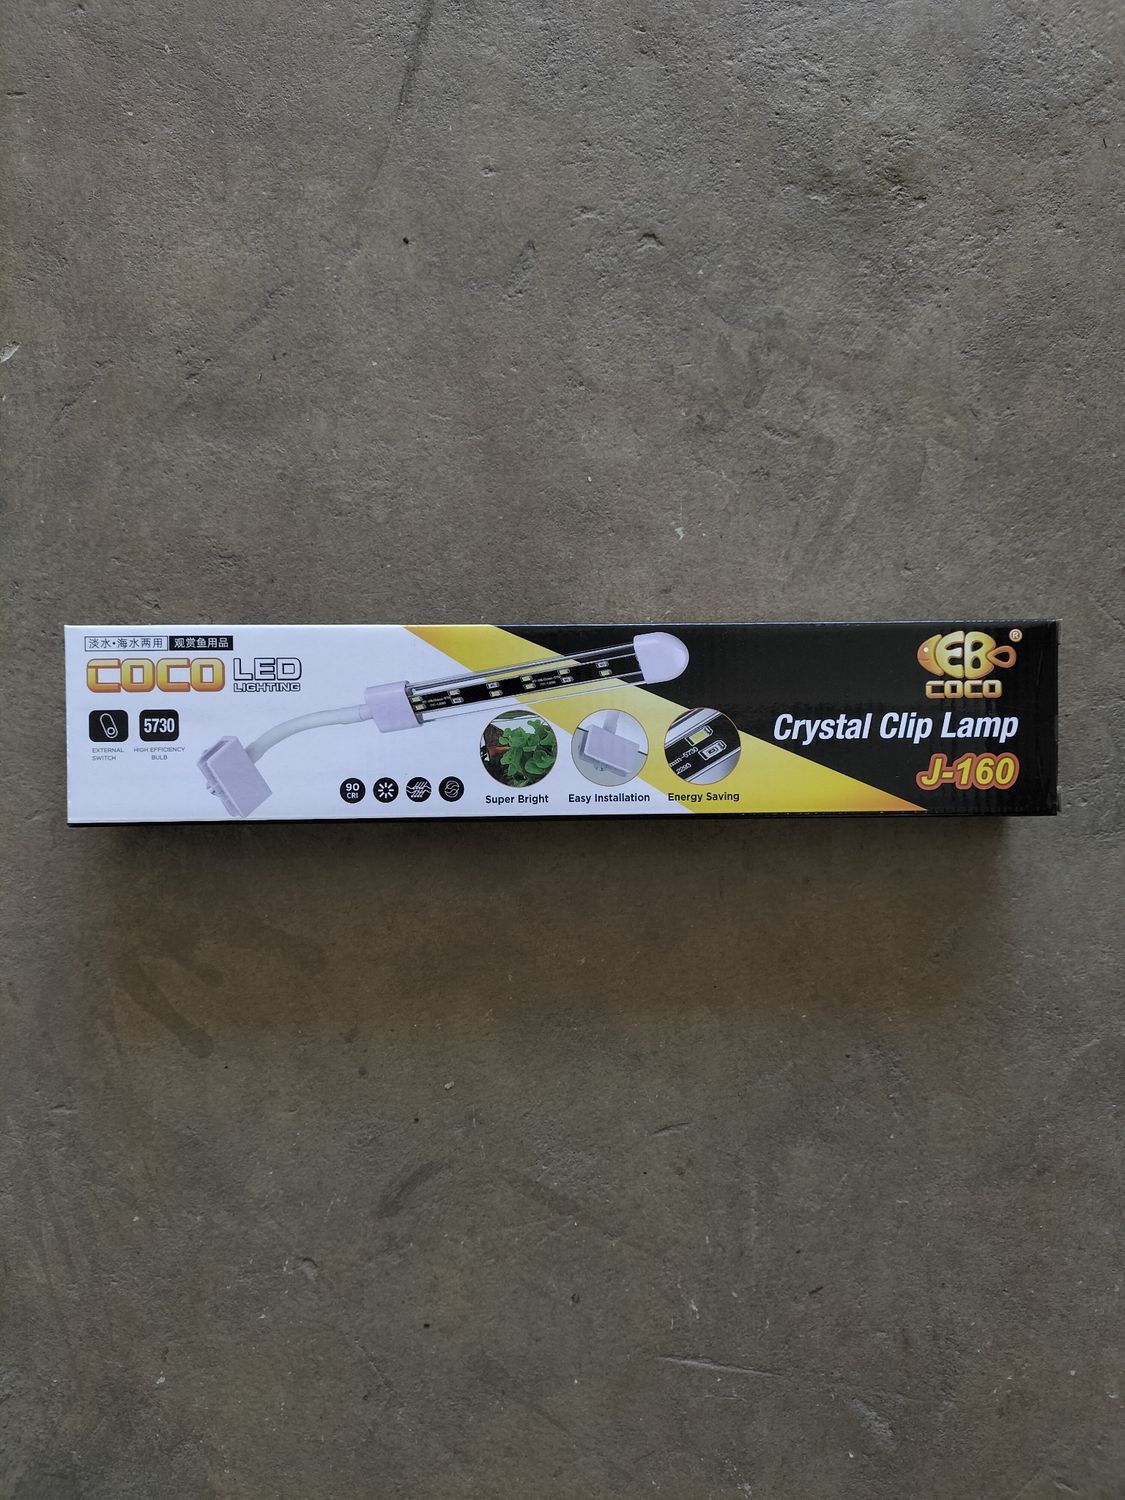 淡水•海水两用 观赏鱼用品
COCO LED
LIGHTING
5730
EXTERNAL
SWITCH
HIGH EFFICIENCY
BULB
90
CRI
Super Bright
Easy Installation
Energy Saving
EB ®
COCO
Crystal Clip Lamp
J-160